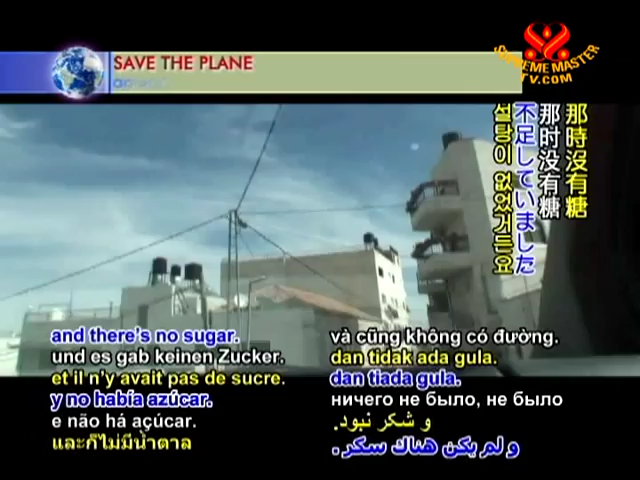 SAVE THE PLANE
SUPREME MASTER
TV.COM
那時沒有糖
那时没有糖
不足していました
설탕이 없었거든요
and there's no sugar.
und es gab keinen Zucker.
et il n'y avait pas de sucre.
y no había azúcar.
e não há açúcar.
และก็ไม่มีน้ำตาล
và cũng không có đường.
dan tidak ada gula.
dan tiada gula.
ничего не было, не было
و شکر نبود.
و لم يكن هناك سكر.